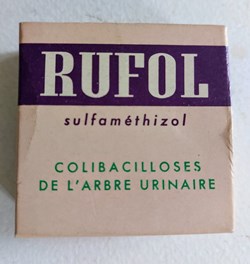 RUFOL
sulfaméthizol
COLIBACILLOSES
DE L'ARBRE URINAIRE